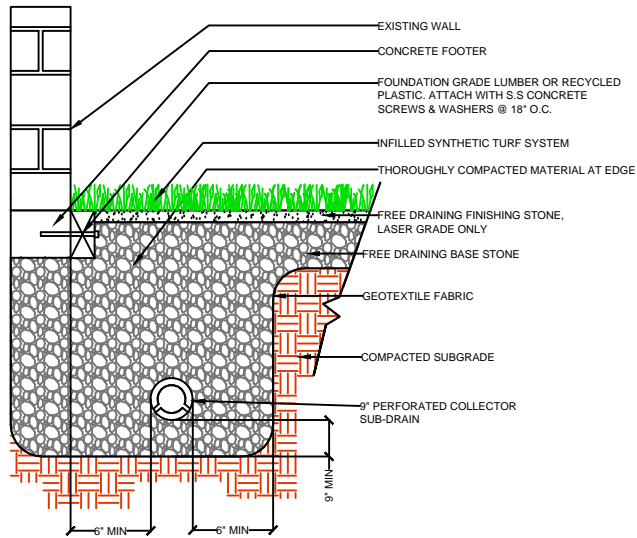 EXISTING WALL
CONCRETE FOOTER
FOUNDATION GRADE LUMBER OR RECYCLED
PLASTIC. ATTACH WITH S.S CONCRETE
SCREWS & WASHERS @ 18" O.C.
INFILLED SYNTHETIC TURF SYSTEM
THOROUGHLY COMPACTED MATERIAL AT EDGE
FREE DRAINING FINISHING STONE,
LASER GRADE ONLY
FREE DRAINING BASE STONE
GEOTEXTILE FABRIC
COMPACTED SUBGRADE
9" PERFORATED COLLECTOR
SUB-DRAIN
9" MIN
6" MIN
6" MIN